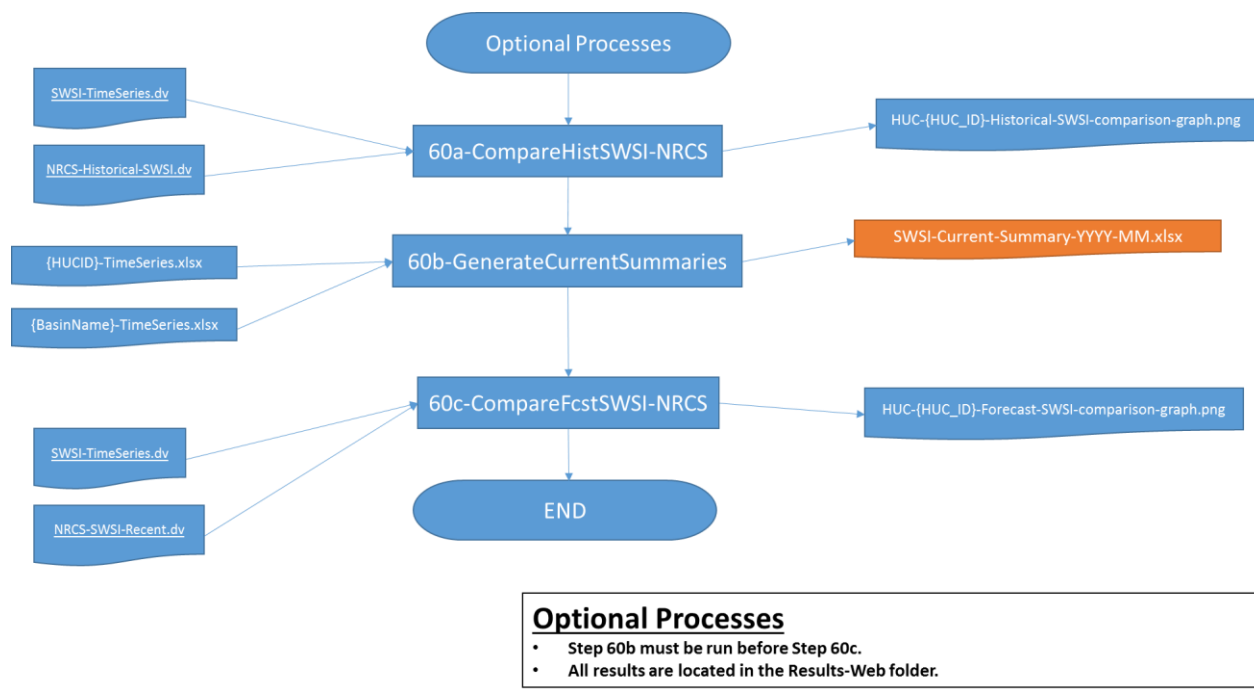 Optional Processes
SWSI-TimeSeries.dv
NRCS-Historical-SWSI.dv
60a-CompareHistSWSI-NRCS
HUC-{HUC_ID}-Historical-SWSI-comparison-graph.png
{HUCID}-TimeSeries.xlsx
{BasinName}-TimeSeries.xlsx
60b-GenerateCurrentSummaries
SWSI-Current-Summary-YYYY-MM.xlsx
60c-CompareFcstSWSI-NRCS
HUC-{HUC_ID}-Forecast-SWSI-comparison-graph.png
SWSI-TimeSeries.dv
NRCS-SWSI-Recent.dv
END
Optional Processes
• Step 60b must be run before Step 60c.
• All results are located in the Results-Web folder.